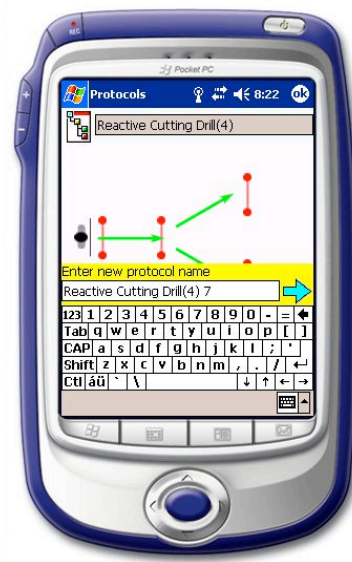 REC
Pocket PC
Protocols 8:22 ok
Reactive Cutting Drill(4)
Enter new protocol name
Reactive Cutting Drill(4) 7
123 1 2 3 4 5 6 7 8 9 0 - =
Tab q w e r t y u i o p [ ]
CAP a s d f g h j k l ; '
Shift z x c v b n m , . /
Ctl áü ` \